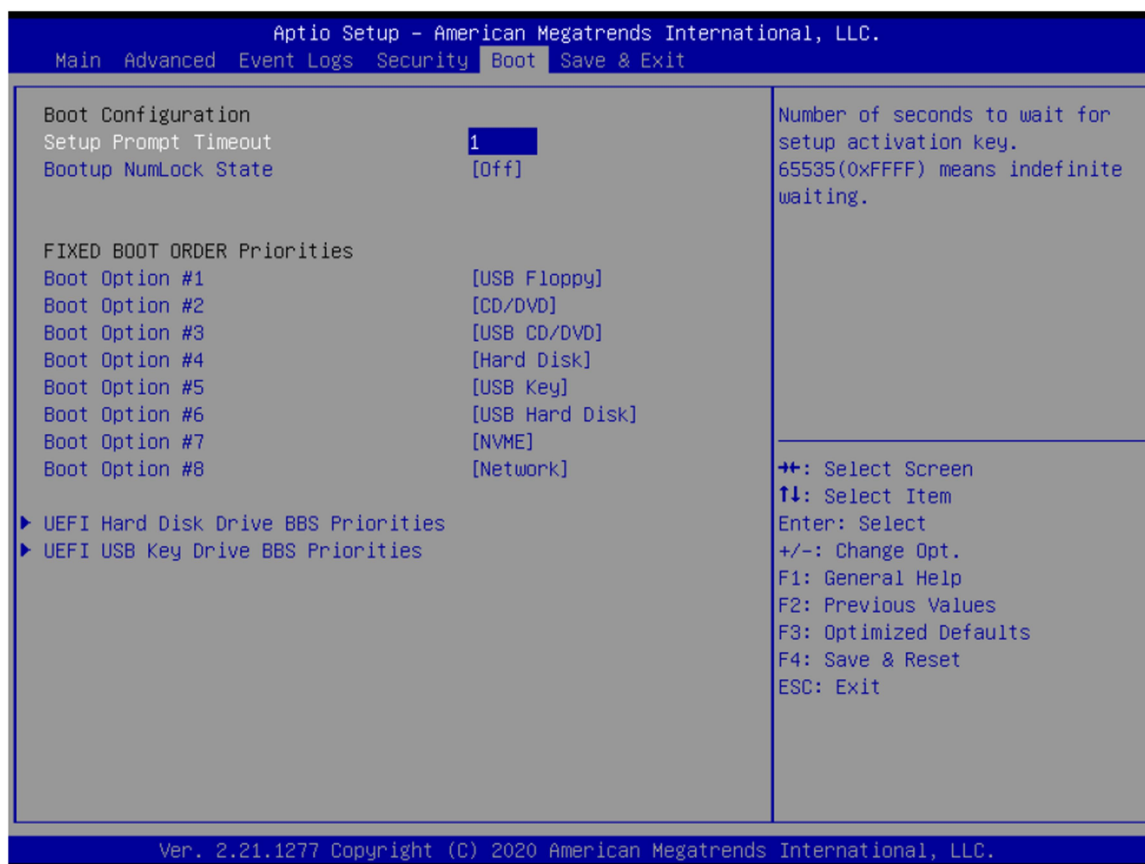 Aptio Setup – American Megatrends International, LLC.
Main Advanced Event Logs Security Boot Save & Exit
Boot Configuration
Setup Prompt Timeout 1
Bootup NumLock State [Off]
FIXED BOOT ORDER Priorities
Boot Option #1 [USB Floppy]
Boot Option #2 [CD/DVD]
Boot Option #3 [USB CD/DVD]
Boot Option #4 [Hard Disk]
Boot Option #5 [USB Key]
Boot Option #6 [USB Hard Disk]
Boot Option #7 [NVME]
Boot Option #8 [Network]
UEFI Hard Disk Drive BBS Priorities
UEFI USB Key Drive BBS Priorities
Number of seconds to wait for
setup activation key.
65535(0xFFFF) means indefinite
waiting.
→←: Select Screen
↑↓: Select Item
Enter: Select
+/-: Change Opt.
F1: General Help
F2: Previous Values
F3: Optimized Defaults
F4: Save & Reset
ESC: Exit
Ver. 2.21.1277 Copyright (C) 2020 American Megatrends International, LLC.